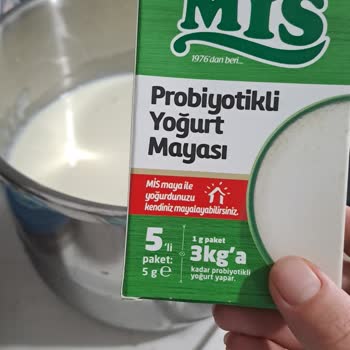 MİS
1976'dan beri...
Probiyotikli
Yoğurt
Mayası
MİS maya ile
yoğurdunuzu
kendiniz mayalayabilirsiniz.
5'li
paket:
5 g ℮
1 g paket
3kg'a
kadar probiyotikli
yoğurt yapar.